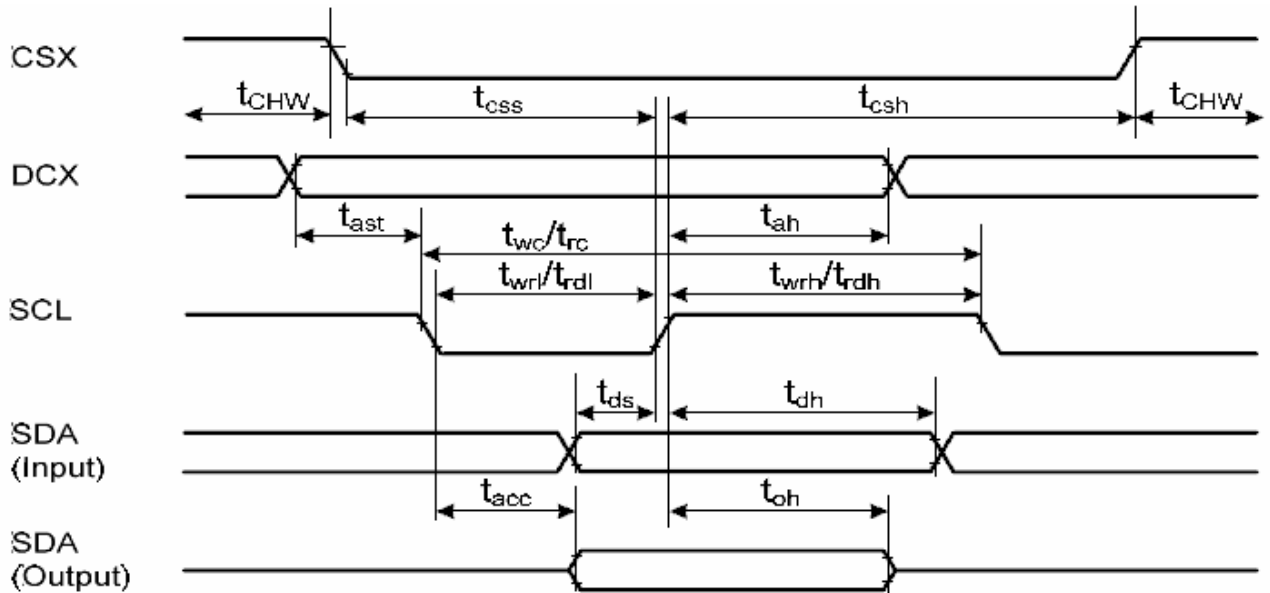 CSX
tCHW
tcss
tcsh
tCHW
DCX
tast
tah
twc/trc
twrl/trdl
twrh/trdh
SCL
tds
tdh
SDA
(Input)
tacc
toh
SDA
(Output)